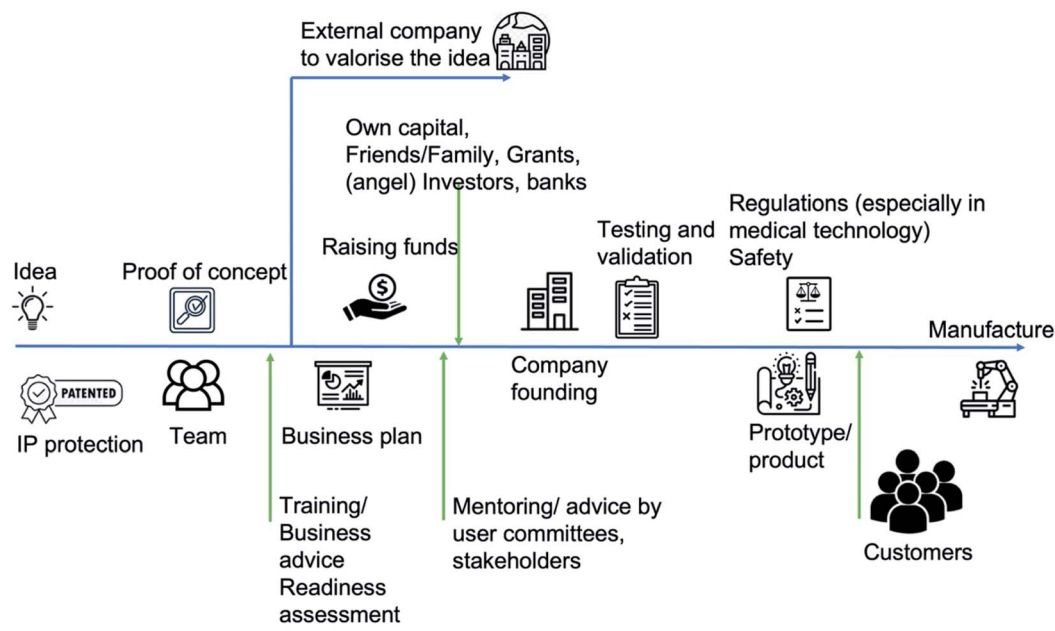 External company
to valorise the idea
Own capital,
Friends/Family, Grants,
(angel) Investors, banks
Regulations (especially in
medical technology)
Safety
Testing and
validation
Raising funds
Idea
Proof of concept
Manufacture
PATENTED
IP protection
Team
Business plan
Company
founding
Prototype/
product
Training/
Business
advice
Readiness
assessment
Mentoring/ advice by
user committees,
stakeholders
Customers